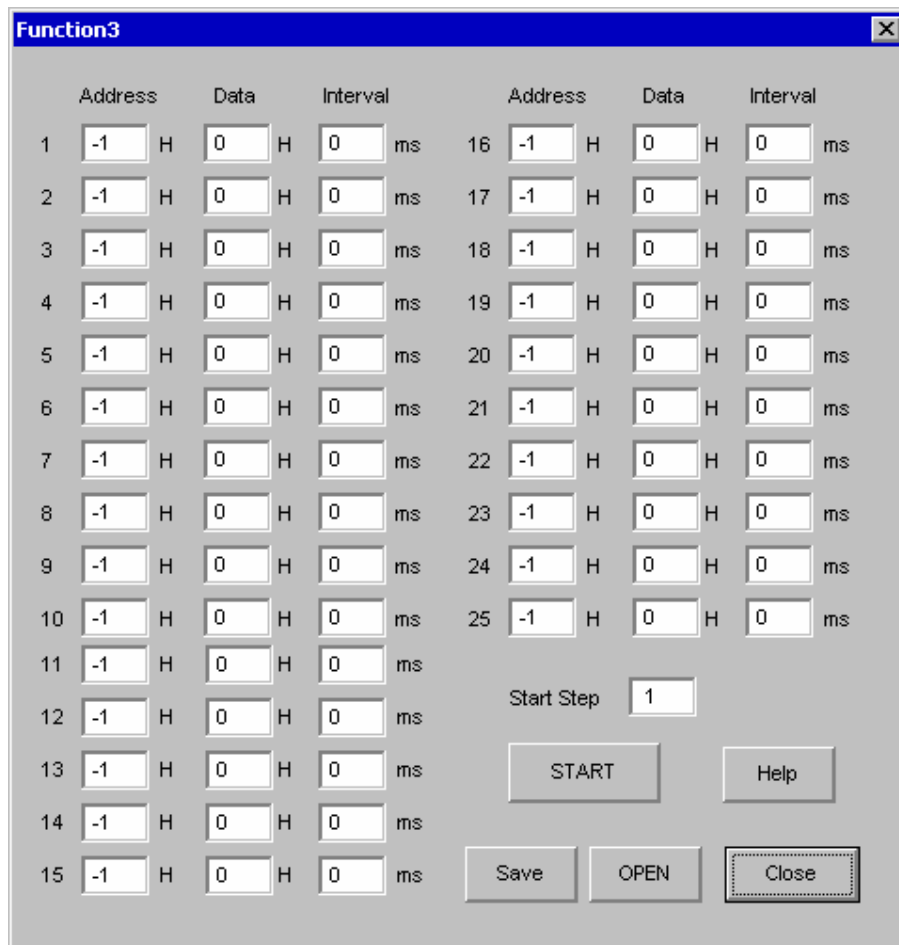 Function3
Address Data Interval Address Data Interval
1 -1 H 0 H 0 ms 16 -1 H 0 H 0 ms
2 -1 H 0 H 0 ms 17 -1 H 0 H 0 ms
3 -1 H 0 H 0 ms 18 -1 H 0 H 0 ms
4 -1 H 0 H 0 ms 19 -1 H 0 H 0 ms
5 -1 H 0 H 0 ms 20 -1 H 0 H 0 ms
6 -1 H 0 H 0 ms 21 -1 H 0 H 0 ms
7 -1 H 0 H 0 ms 22 -1 H 0 H 0 ms
8 -1 H 0 H 0 ms 23 -1 H 0 H 0 ms
9 -1 H 0 H 0 ms 24 -1 H 0 H 0 ms
10 -1 H 0 H 0 ms 25 -1 H 0 H 0 ms
11 -1 H 0 H 0 ms
Start Step 1
12 -1 H 0 H 0 ms
13 -1 H 0 H 0 ms START Help
14 -1 H 0 H 0 ms
15 -1 H 0 H 0 ms Save OPEN Close